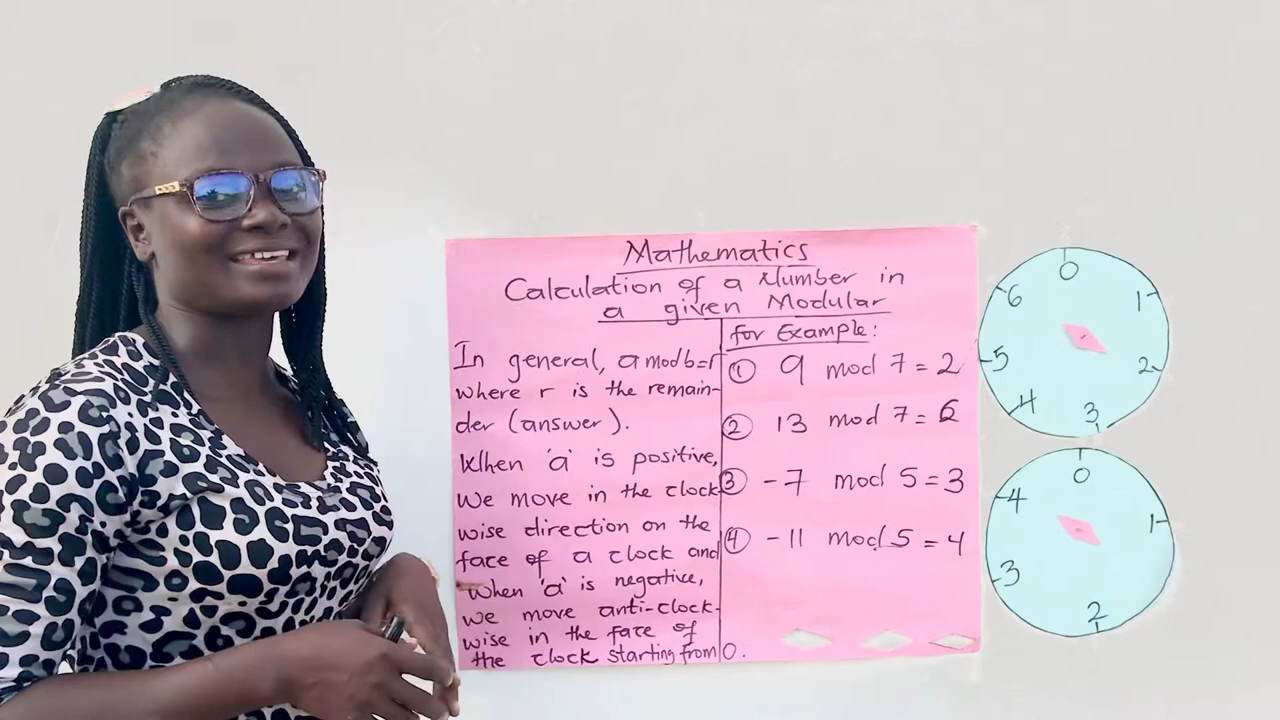 Mathematics
Calculation of a Number in
a given Modular
In general, a mod b=r
where r is the remain-
der (answer).
When 'a' is positive,
we move in the clock-
wise direction on the
face of a clock and
when 'a' is negative,
we move anti-clock-
wise in the face of
the clock starting from 0.
for Example:
① 9 mod 7 = 2
② 13 mod 7 = 6
③ -7 mod 5 = 3
④ -11 mod 5 = 4
0
1
2
3
4
5
6
0
1
2
3
4